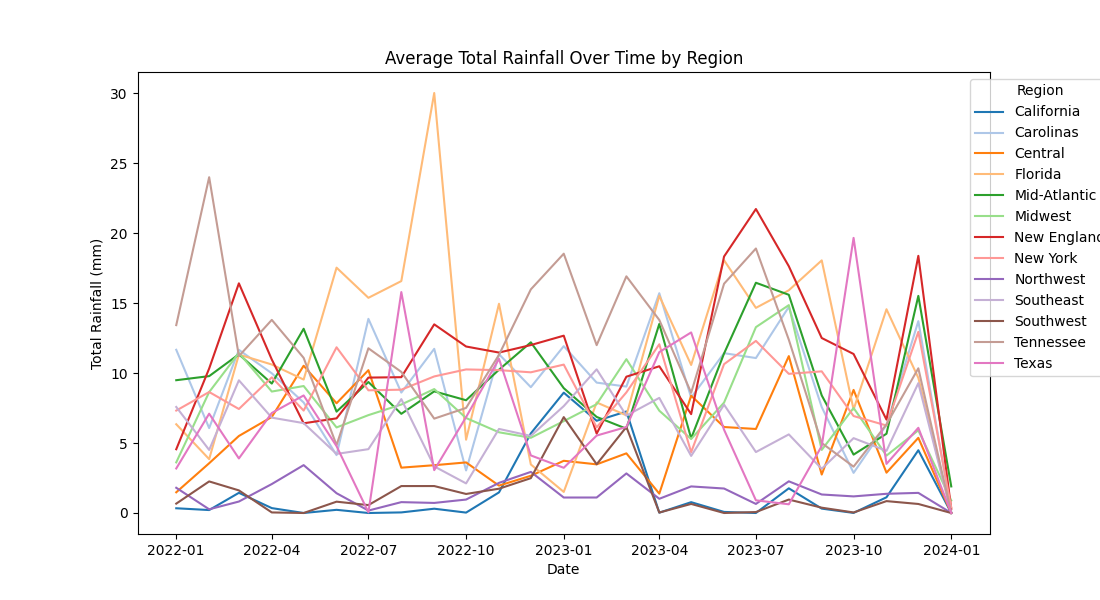 Average Total Rainfall Over Time by Region
Total Rainfall (mm)
30
25
20
15
10
5
0
2022-01 2022-04 2022-07 2022-10 2023-01 2023-04 2023-07 2023-10 2024-01
Date
Region
California
Carolinas
Central
Florida
Mid-Atlantic
Midwest
New England
New York
Northwest
Southeast
Southwest
Tennessee
Texas